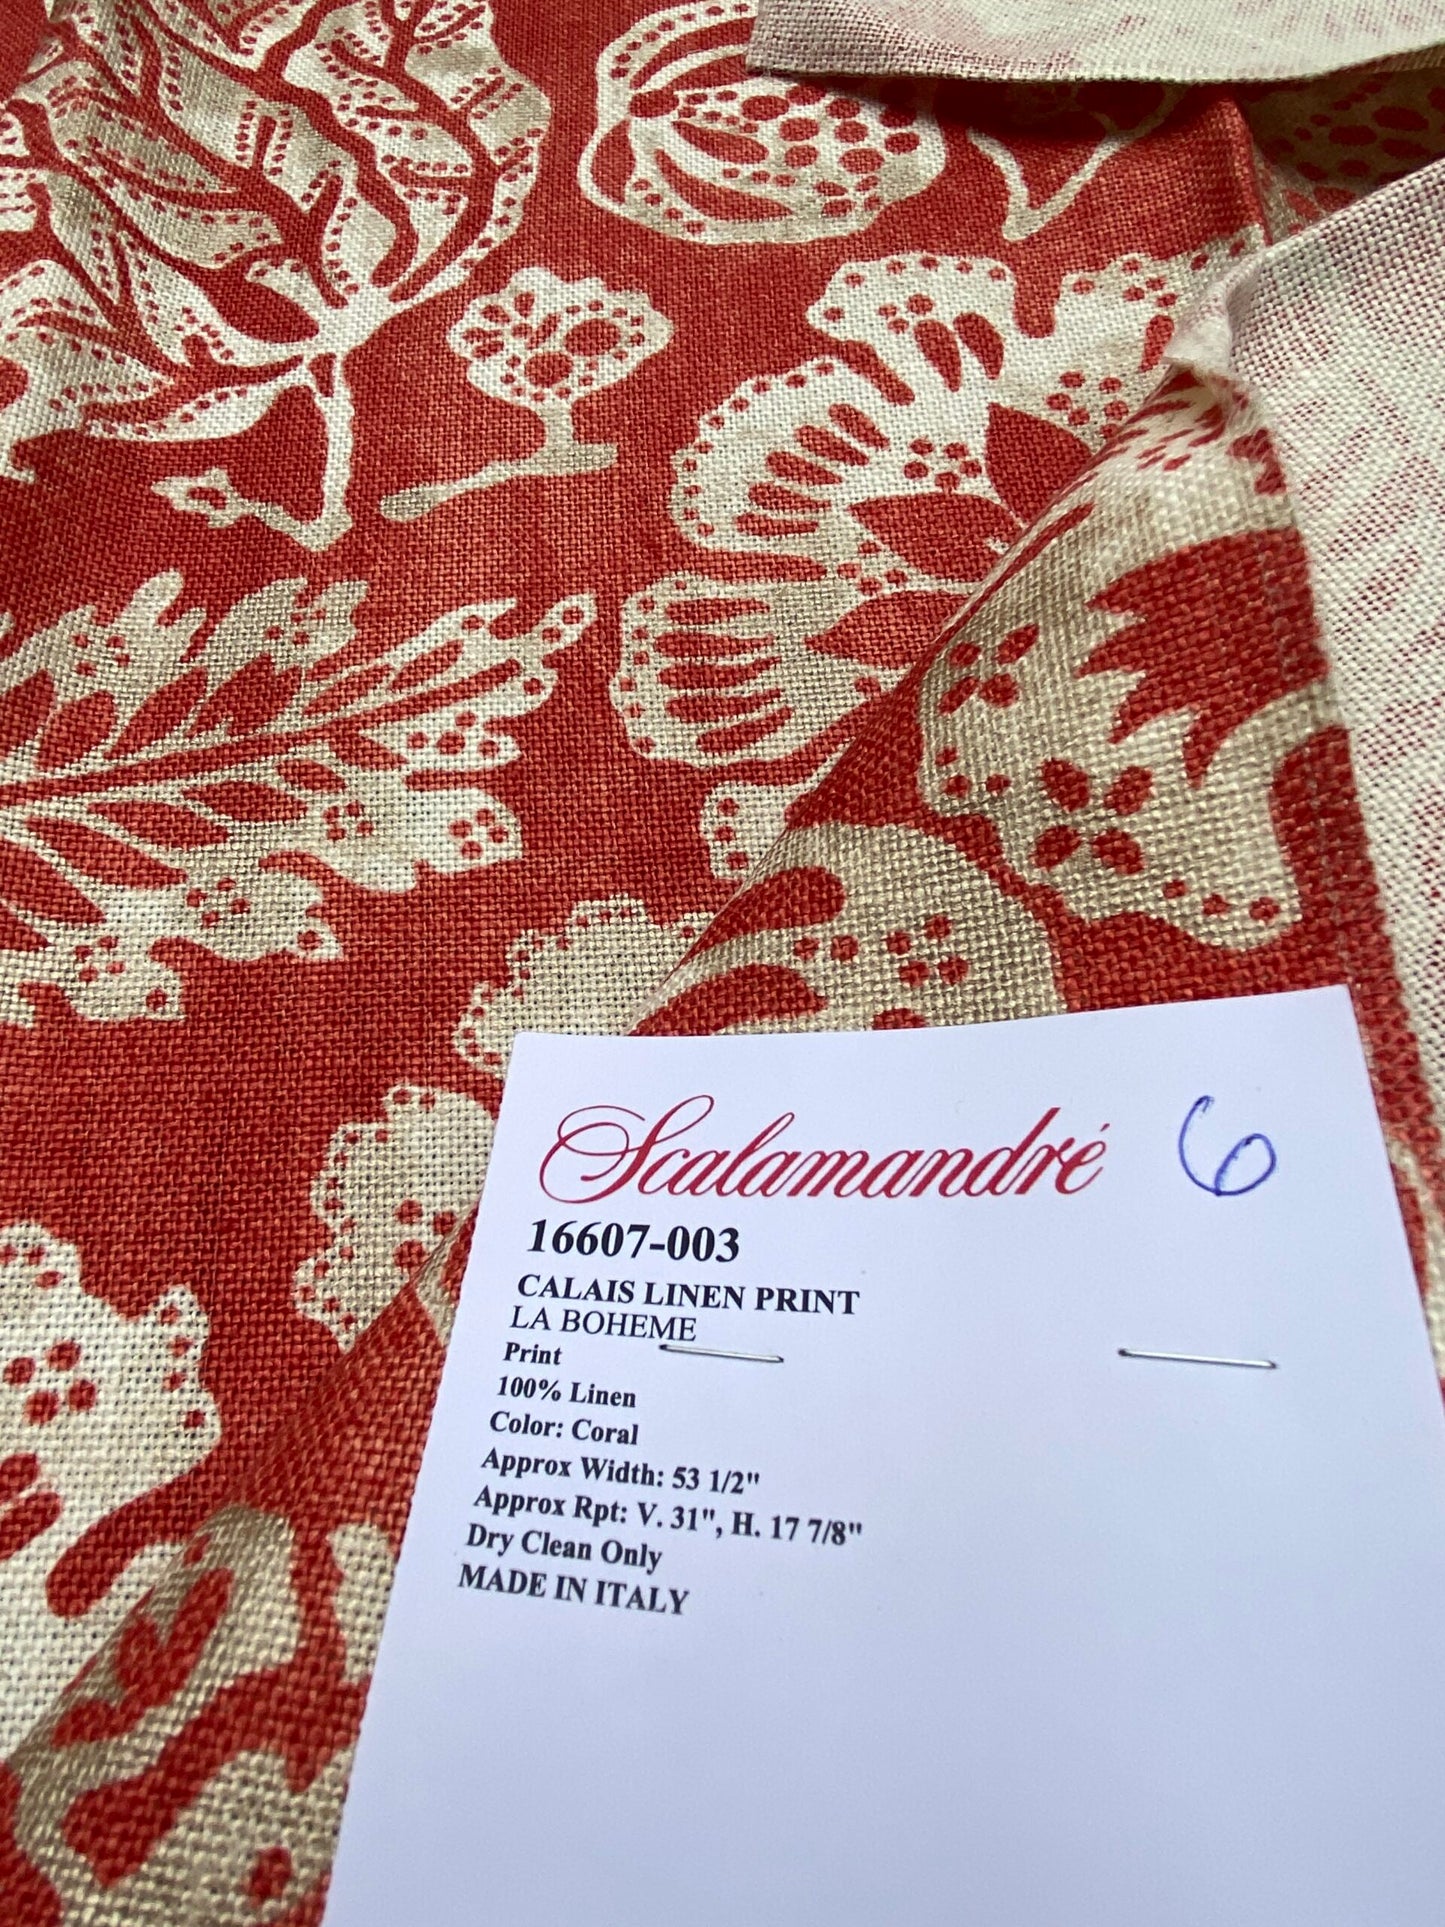 Scalamandré 6
16607-003
CALAIS LINEN PRINT
LA BOHEME
Print
100% Linen
Color: Coral
Approx Width: 53 1/2"
Approx Rpt: V. 31", H. 17 7/8"
Dry Clean Only
MADE IN ITALY